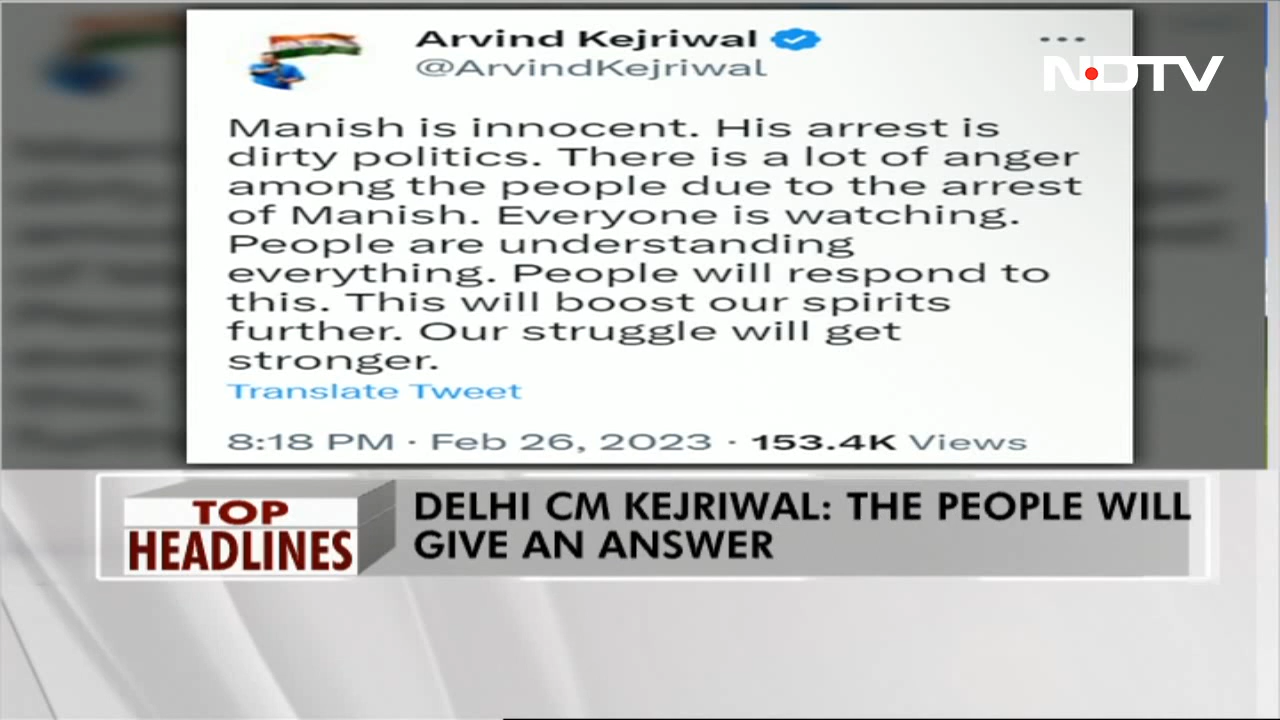 Arvind Kejriwal
@ArvindKejriwal
NDTV
Manish is innocent. His arrest is
dirty politics. There is a lot of anger
among the people due to the arrest
of Manish. Everyone is watching.
People are understanding
everything. People will respond to
this. This will boost our spirits
further. Our struggle will get
stronger.
Translate Tweet
8:18 PM · Feb 26, 2023 · 153.4K Views
TOP
HEADLINES
DELHI CM KEJRIWAL: THE PEOPLE WILL
GIVE AN ANSWER